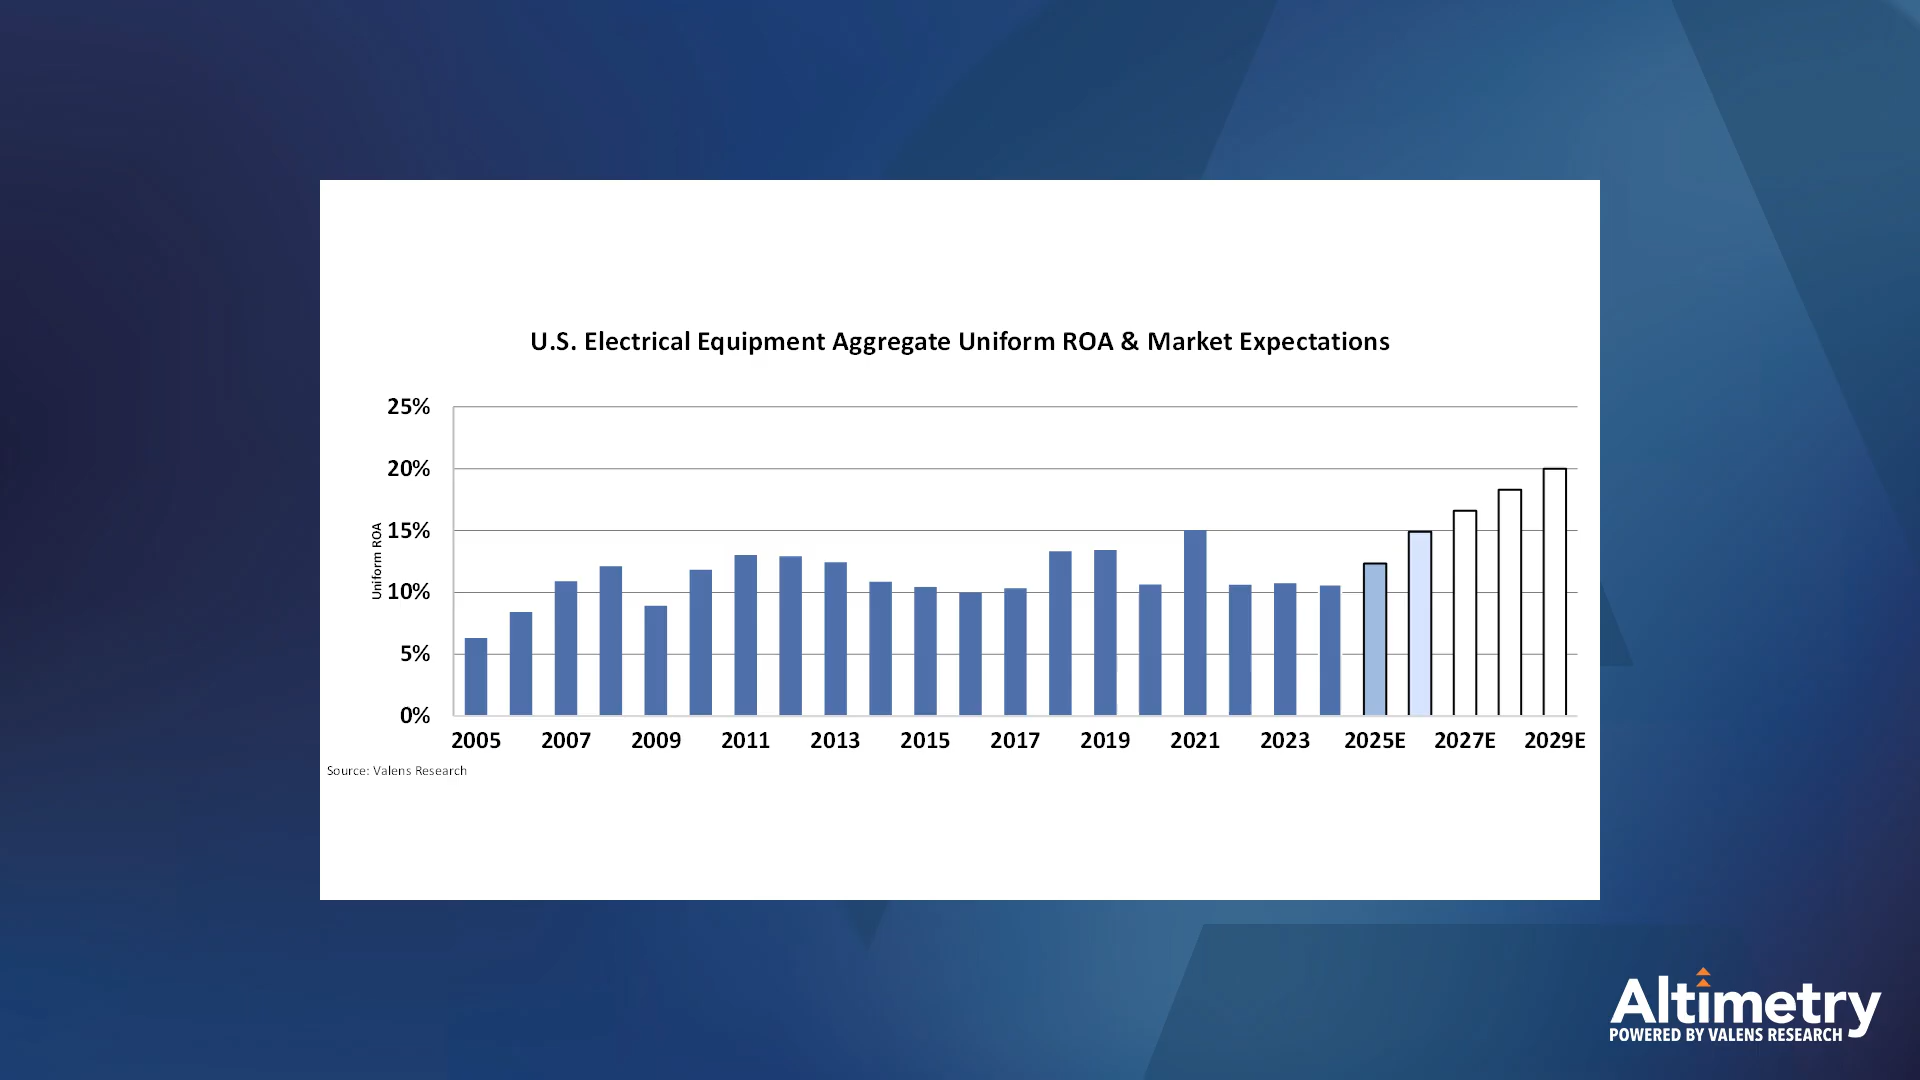 U.S. Electrical Equipment Aggregate Uniform ROA & Market Expectations
25%
20%
15%
10%
5%
0%
Uniform ROA
2005 2007 2009 2011 2013 2015 2017 2019 2021 2023 2025E 2027E 2029E
Source: Valens Research
Altimetry
POWERED BY VALENS RESEARCH